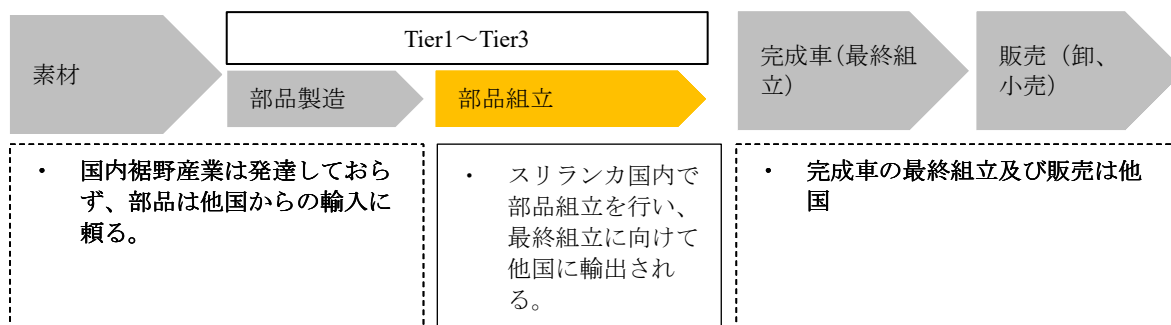 Tier1～Tier3
素材
部品製造
部品組立
完成車(最終組
立)
販売（卸、
小売）
・ 国内裾野産業は発達しておら
ず、部品は他国からの輸入に
頼る。
・ スリランカ国内で
部品組立を行い、
最終組立に向けて
他国に輸出され
る。
・ 完成車の最終組立及び販売は他
国